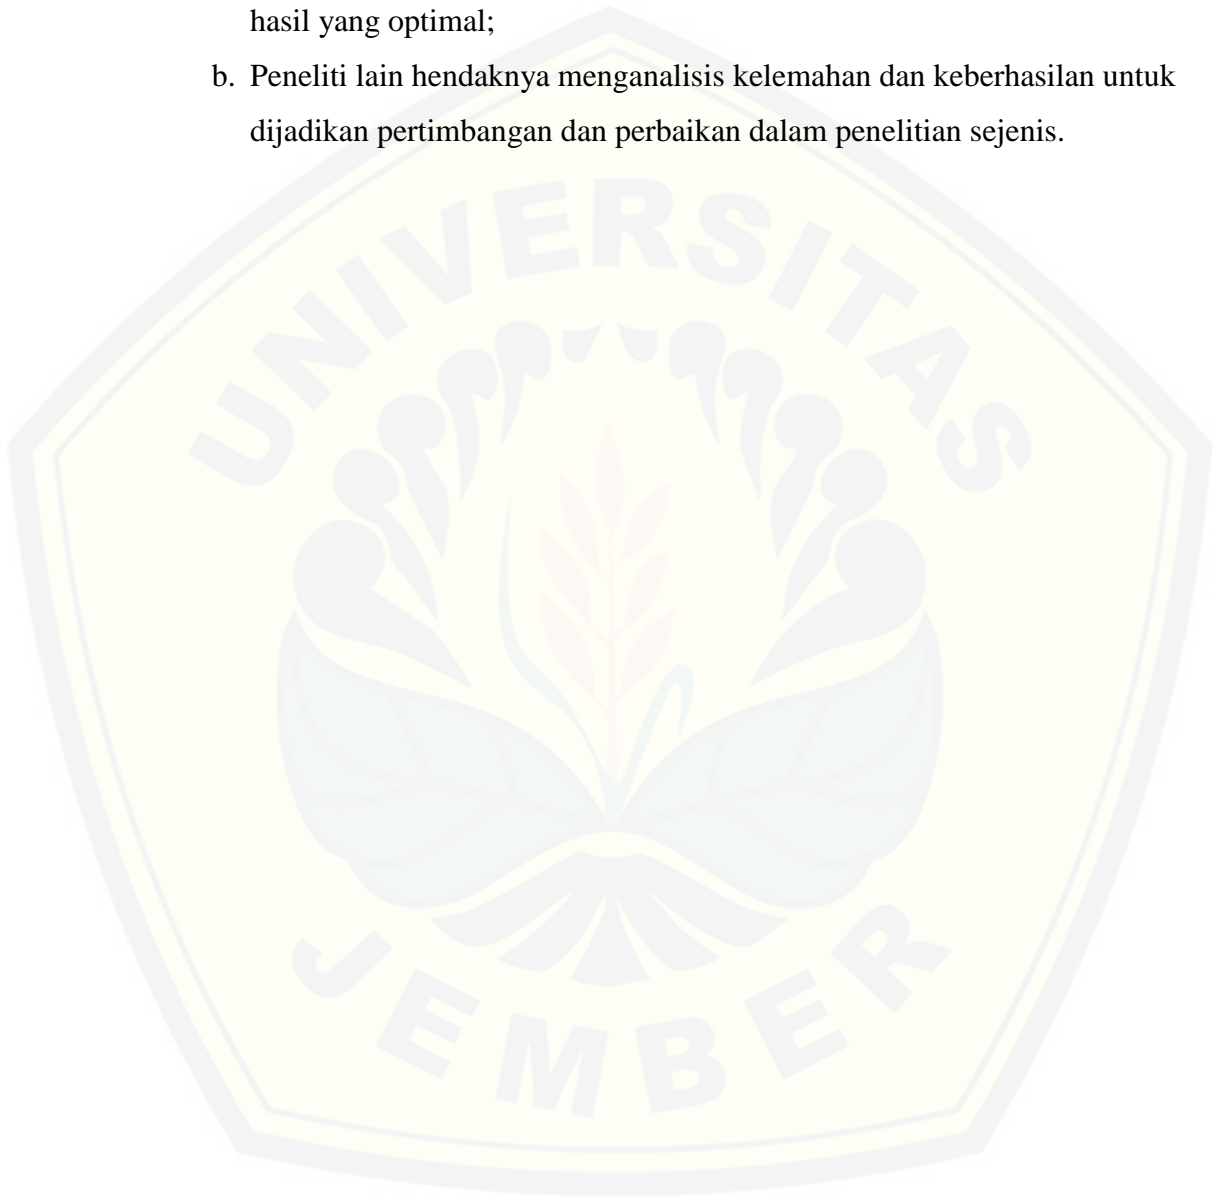 hasil yang optimal;
b. Peneliti lain hendaknya menganalisis kelemahan dan keberhasilan untuk
dijadikan pertimbangan dan perbaikan dalam penelitian sejenis.
UNIVERSITAS
JEMBER